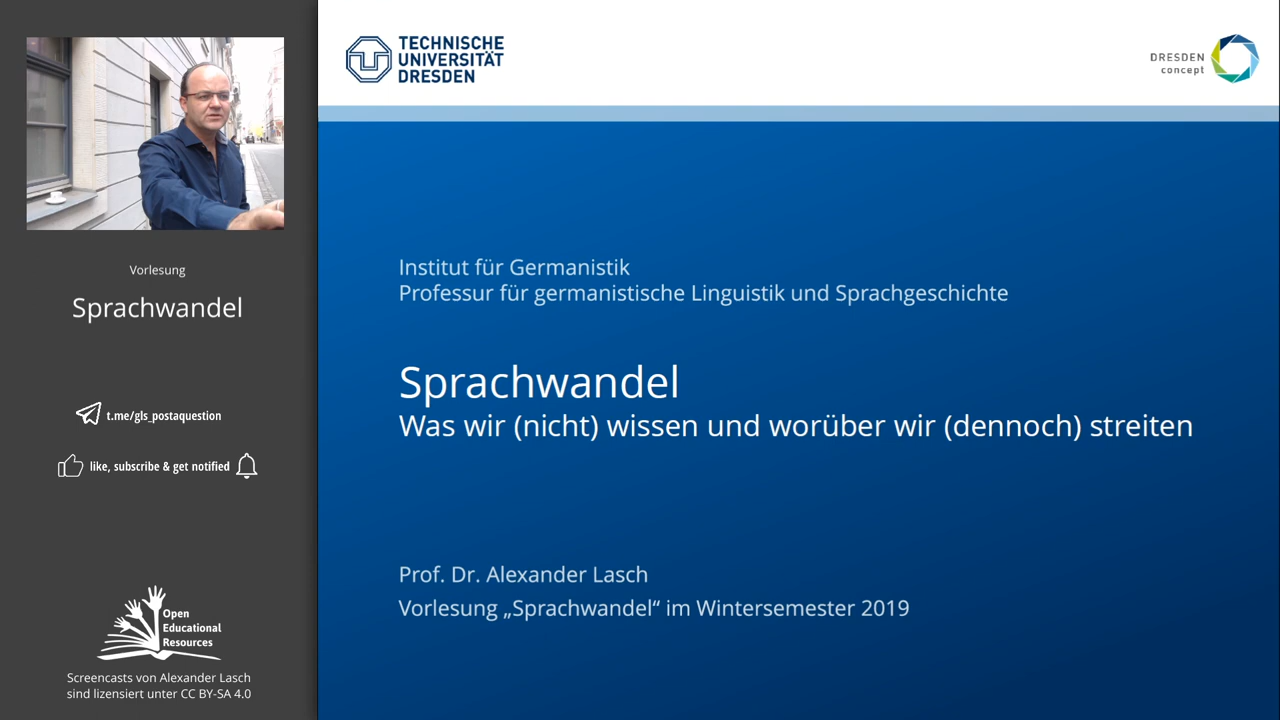 Vorlesung
Sprachwandel
t.me/gls_postaquestion
like, subscribe & get notified
Open
Educational
Resources
Screencasts von Alexander Lasch
sind lizensiert unter CC BY-SA 4.0
TECHNISCHE
UNIVERSITÄT
DRESDEN
DRESDEN
concept
Institut für Germanistik
Professur für germanistische Linguistik und Sprachgeschichte
Sprachwandel
Was wir (nicht) wissen und worüber wir (dennoch) streiten
Prof. Dr. Alexander Lasch
Vorlesung „Sprachwandel“ im Wintersemester 2019